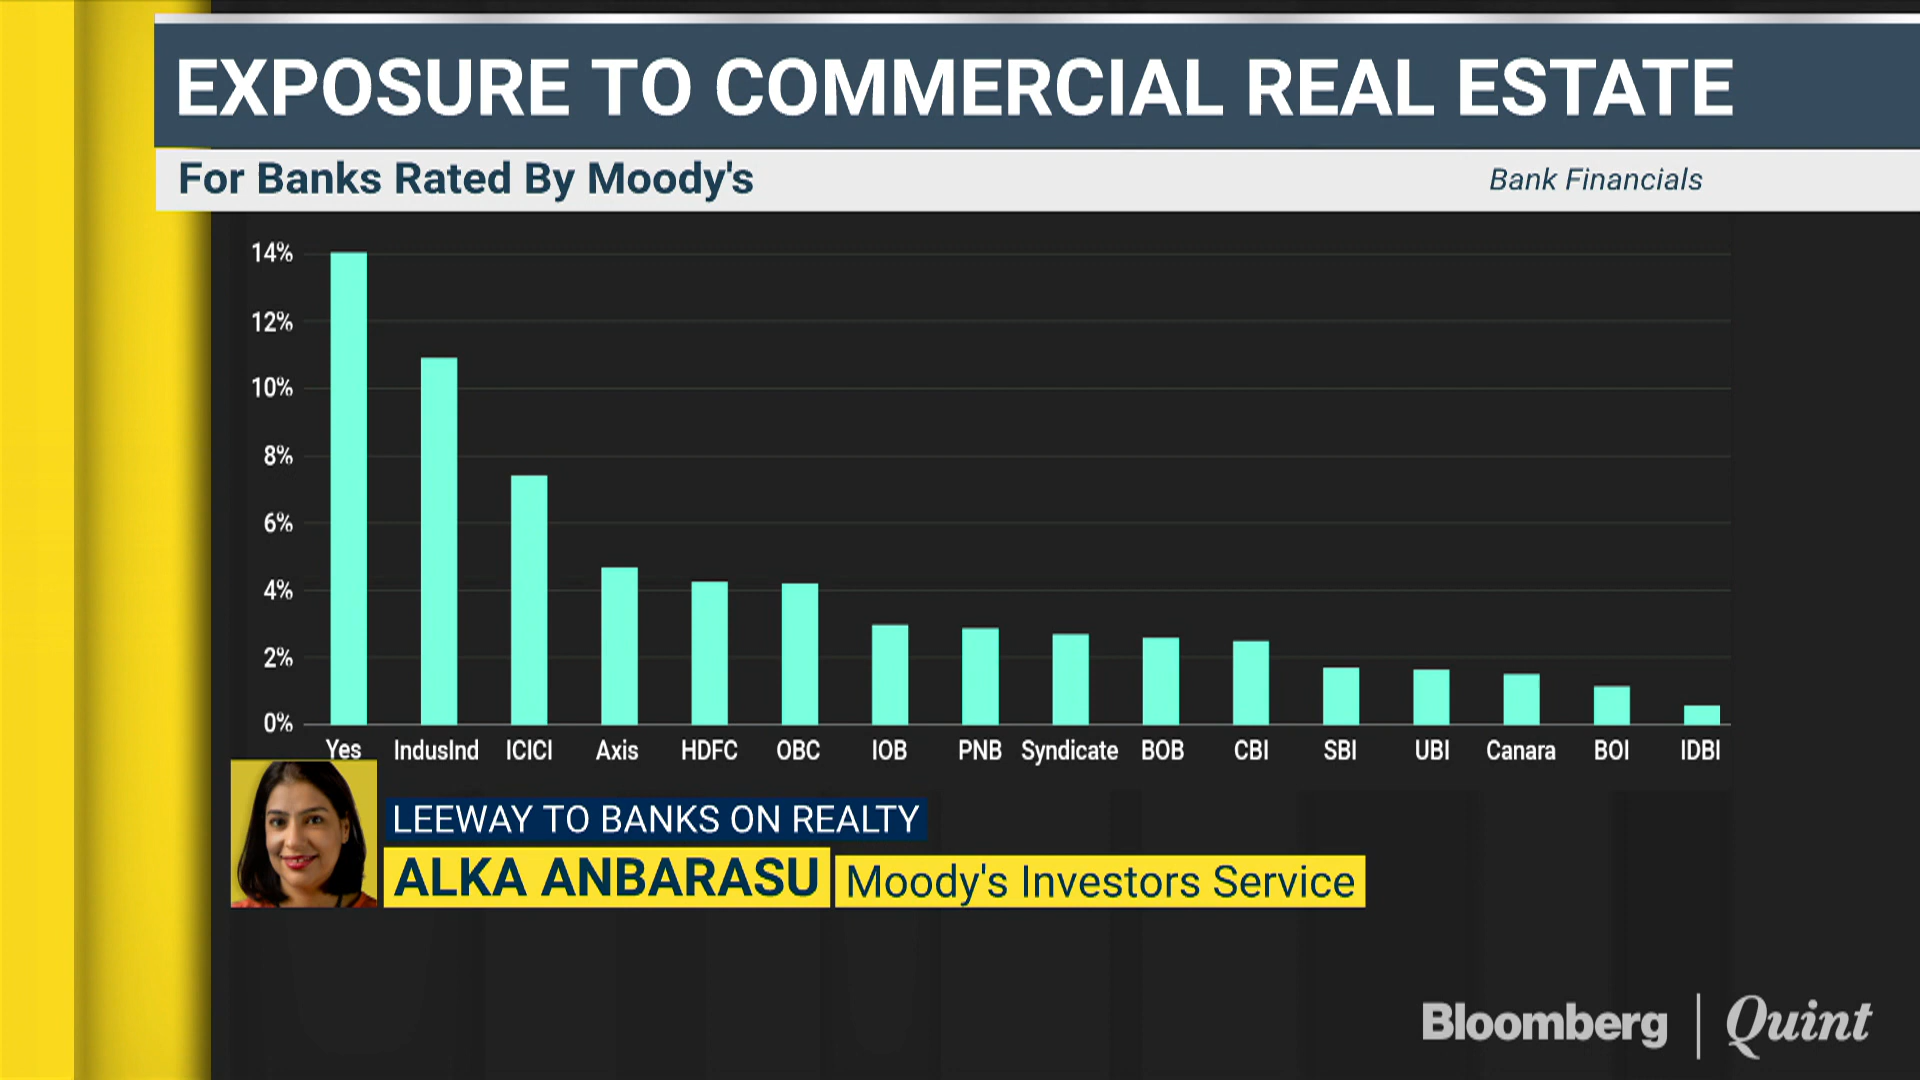 EXPOSURE TO COMMERCIAL REAL ESTATE
For Banks Rated By Moody's
Bank Financials
14%
12%
10%
8%
6%
4%
2%
0%
Yes IndusInd ICICI Axis HDFC OBC IOB PNB Syndicate BOB CBI SBI UBI Canara BOI IDBI
LEEWAY TO BANKS ON REALTY
ALKA ANBARASU Moody's Investors Service
Bloomberg | Quint